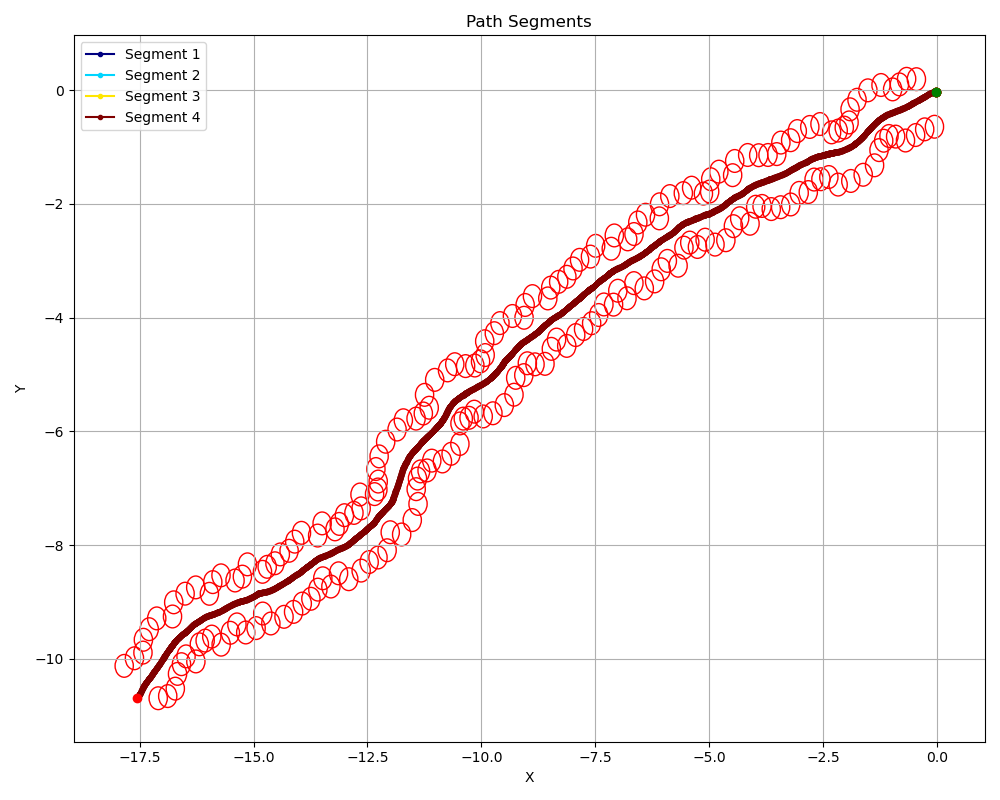 Path Segments
Segment 1
Segment 2
Segment 3
Segment 4
Y
0
−2
−4
−6
−8
−10
−17.5
−15.0
−12.5
−10.0
−7.5
−5.0
−2.5
0.0
X